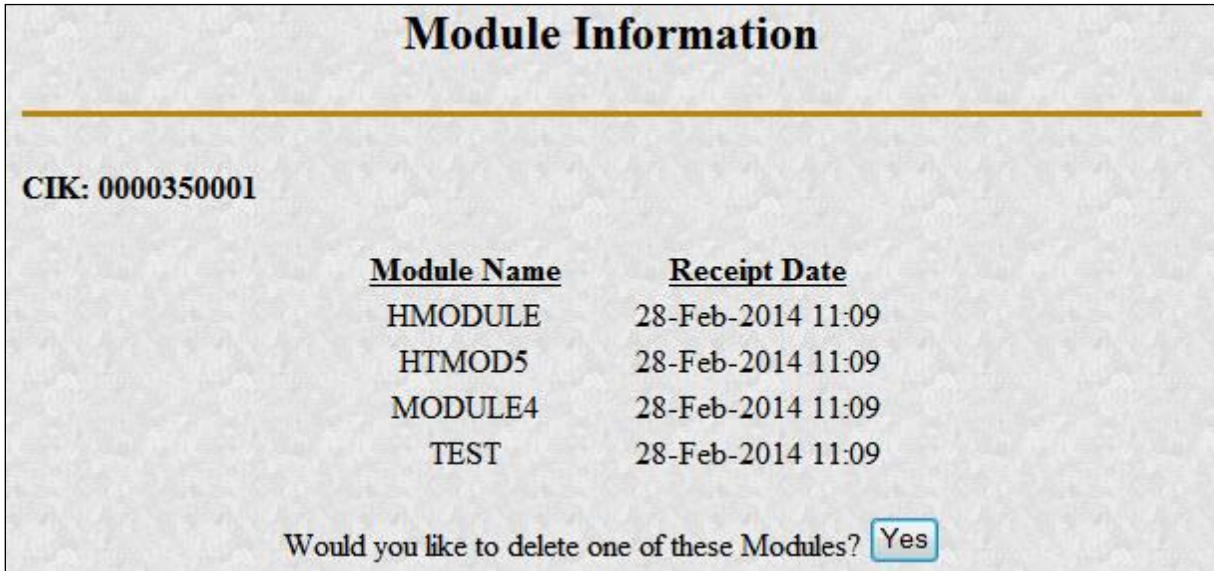 Module Information
CIK: 0000350001
Module Name Receipt Date
HMODULE 28-Feb-2014 11:09
HTMOD5 28-Feb-2014 11:09
MODULE4 28-Feb-2014 11:09
TEST 28-Feb-2014 11:09
Would you like to delete one of these Modules? Yes